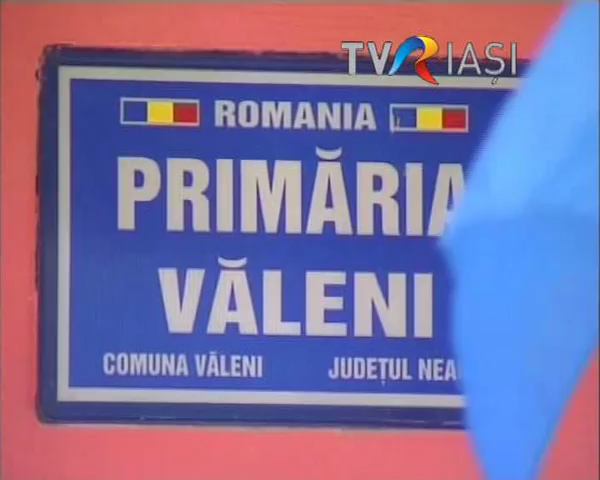 TVR IAȘI
ROMANIA
PRIMĂRIA
VĂLENI
COMUNA VĂLENI JUDEȚUL NEA